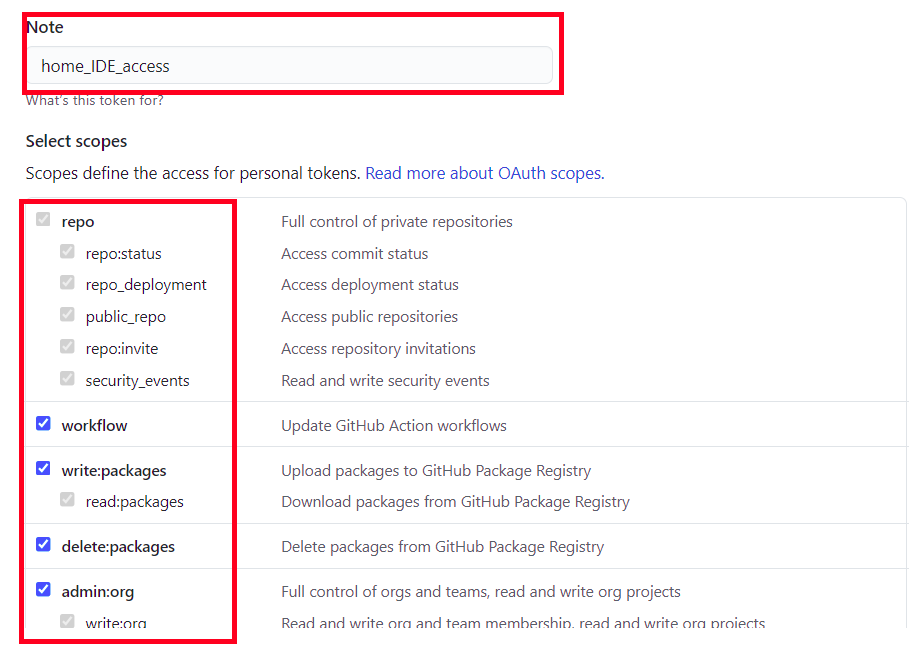 Note
home_IDE_access
What's this token for?
Select scopes
Scopes define the access for personal tokens. Read more about OAuth scopes.
repo Full control of private repositories
repo:status Access commit status
repo_deployment Access deployment status
public_repo Access public repositories
repo:invite Access repository invitations
security_events Read and write security events
workflow Update GitHub Action workflows
write:packages Upload packages to GitHub Package Registry
read:packages Download packages from GitHub Package Registry
delete:packages Delete packages from GitHub Package Registry
admin:org Full control of orgs and teams, read and write org projects
write:org Read and write org and team membership, read and write org projects